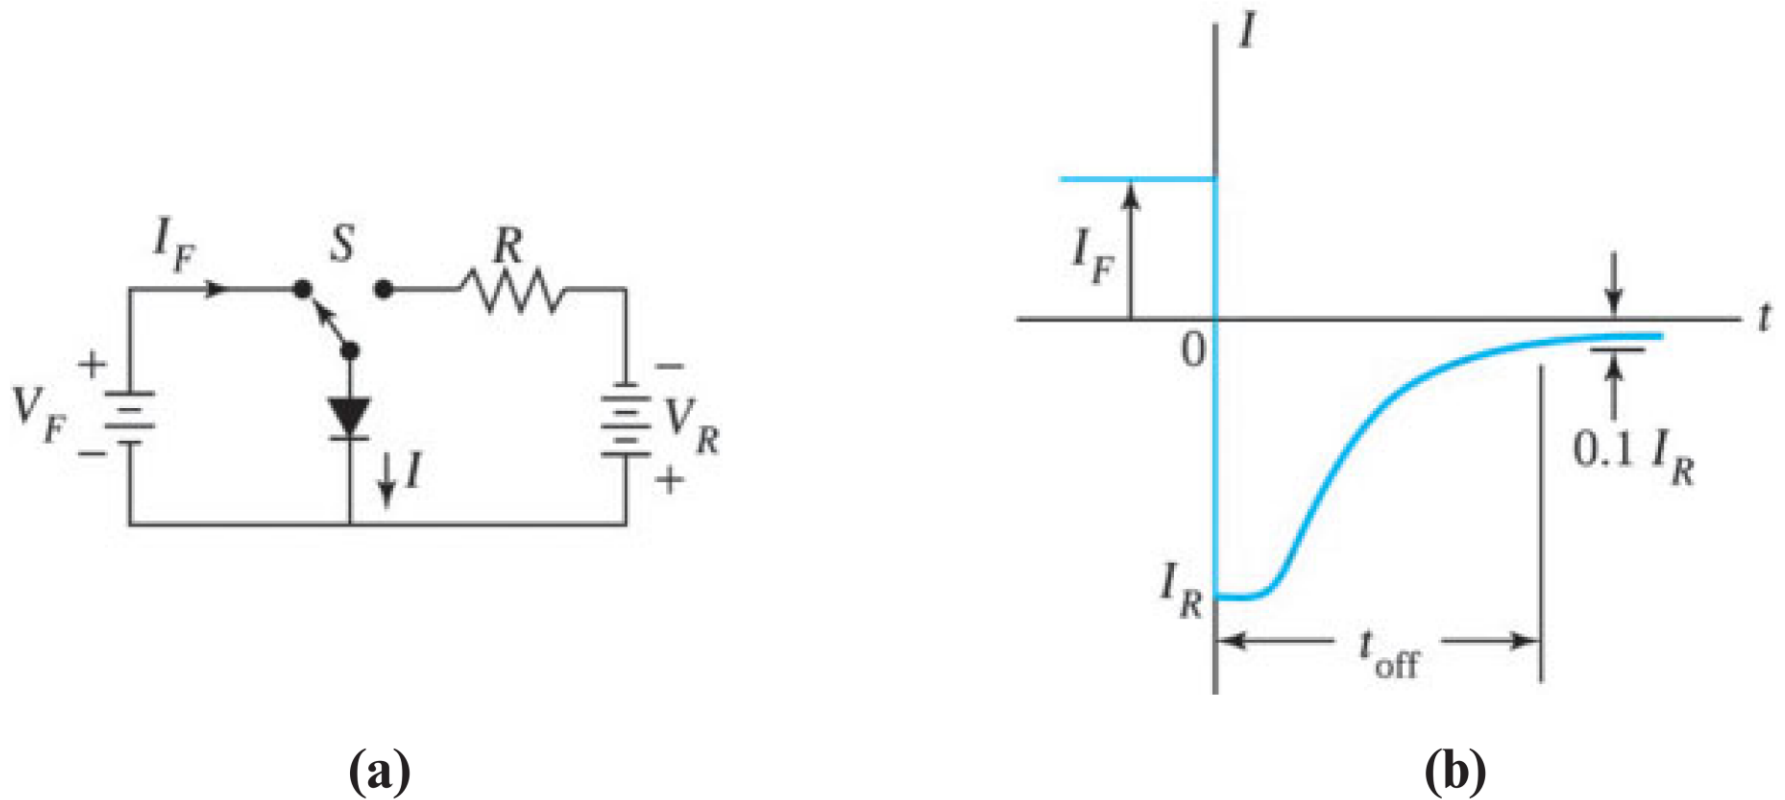 I_F S R
+
V_F
−
I
−
V_R
+
(a)
I
I_F
0
t
0.1 I_R
I_R
t_off
(b)